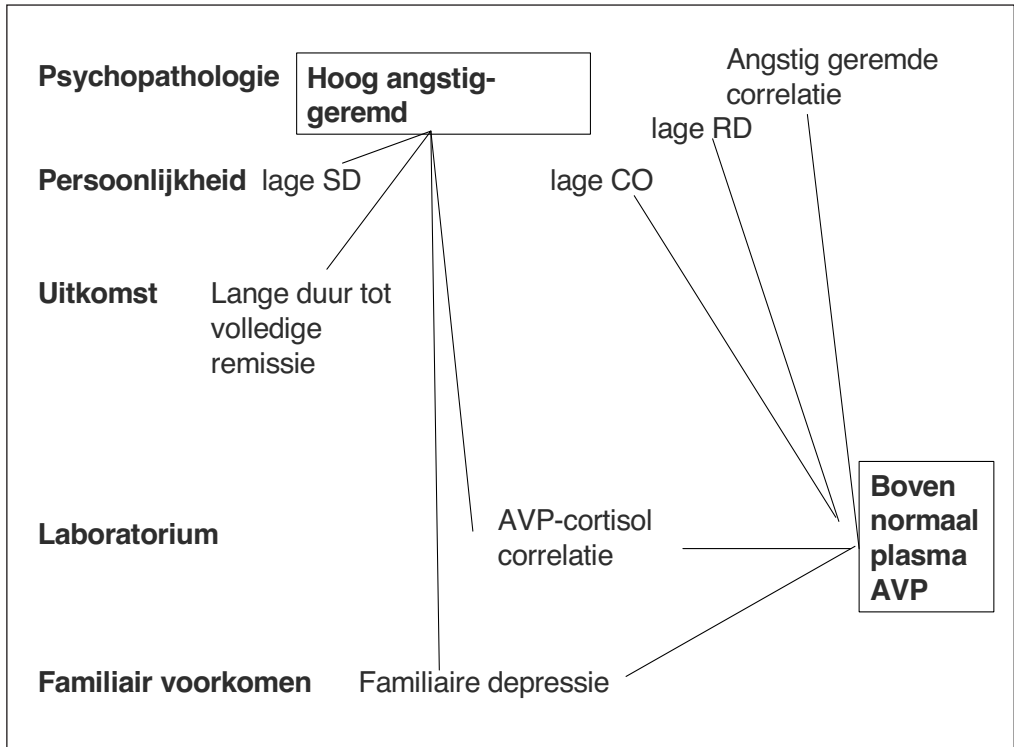 Psychopathologie
Hoog angstig-
geremd
Angstig geremde
correlatie
lage RD
Persoonlijkheid
lage SD
lage CO
Uitkomst
Lange duur tot
volledige
remissie
Laboratorium
AVP-cortisol
correlatie
Boven
normaal
plasma
AVP
Familiair voorkomen
Familiaire depressie